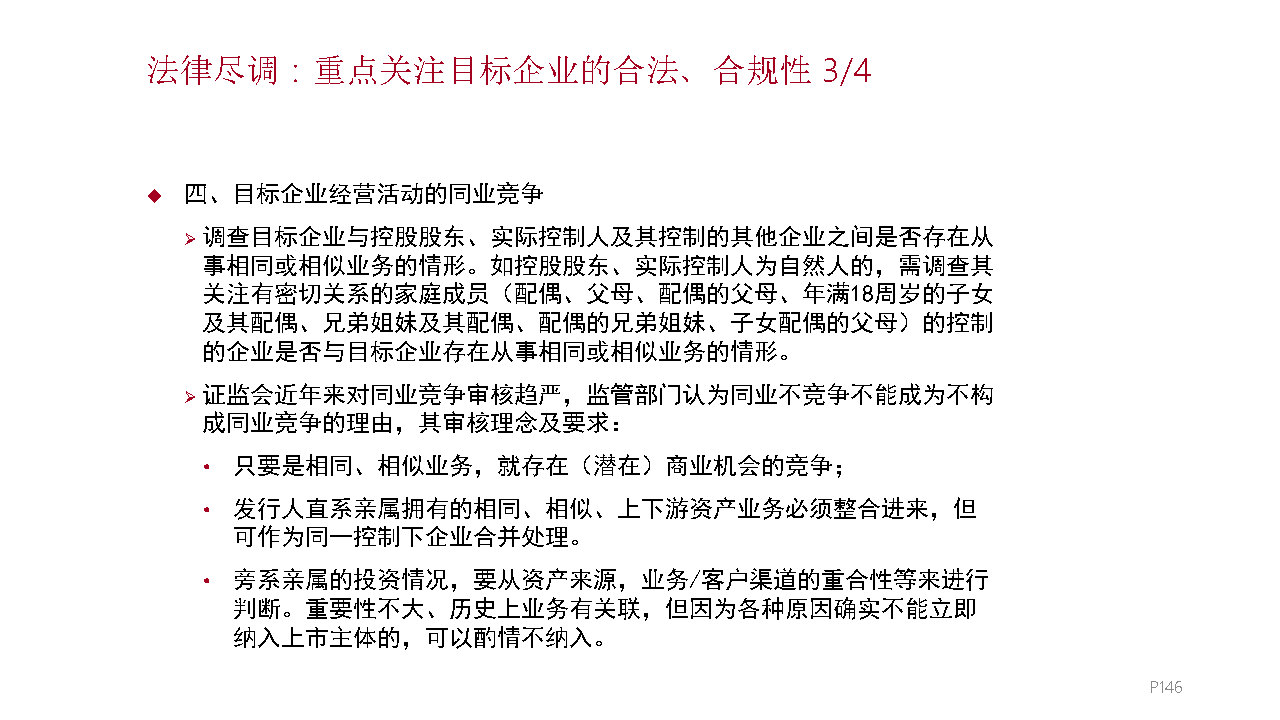 法律尽调：重点关注目标企业的合法、合规性 3/4
◆ 四、目标企业经营活动的同业竞争
➢ 调查目标企业与控股股东、实际控制人及其控制的其他企业之间是否存在从
事相同或相似业务的情形。如控股股东、实际控制人为自然人的，需调查其
关注有密切关系的家庭成员（配偶、父母、配偶的父母、年满18周岁的子女
及其配偶、兄弟姐妹及其配偶、配偶的兄弟姐妹、子女配偶的父母）的控制
的企业是否与目标企业存在从事相同或相似业务的情形。
➢ 证监会近年来对同业竞争审核趋严，监管部门认为同业不竞争不能成为不构
成同业竞争的理由，其审核理念及要求：
• 只要是相同、相似业务，就存在（潜在）商业机会的竞争；
• 发行人直系亲属拥有的相同、相似、上下游资产业务必须整合进来，但
可作为同一控制下企业合并处理。
• 旁系亲属的投资情况，要从资产来源，业务/客户渠道的重合性等来进行
判断。重要性不大、历史上业务有关联，但因为各种原因确实不能立即
纳入上市主体的，可以酌情不纳入。
P146